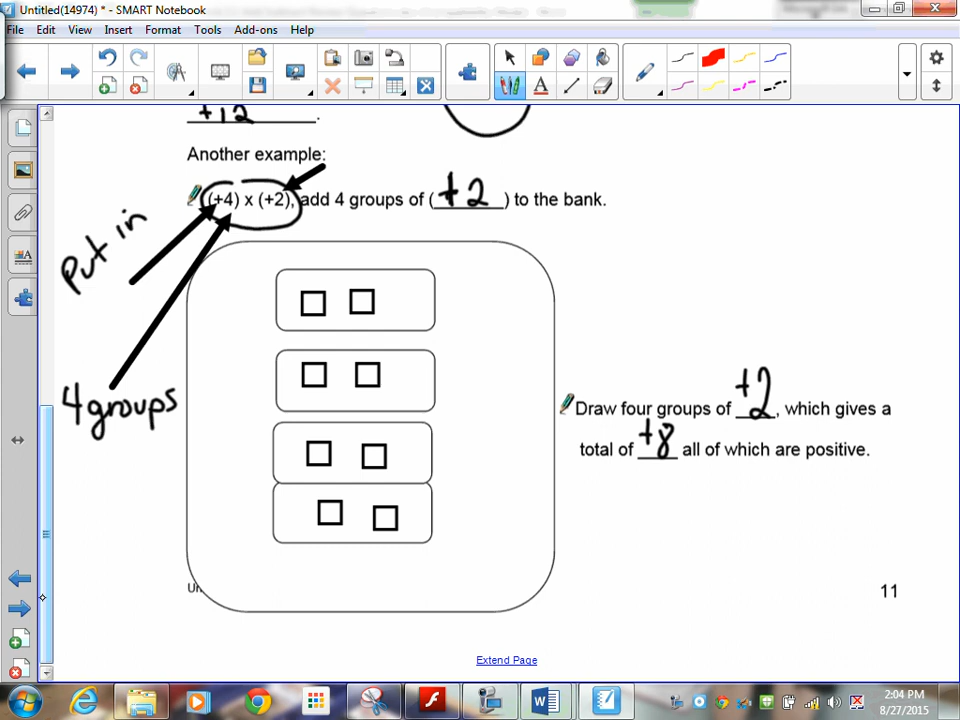 Untitled(14974) * - SMART Notebook
File Edit View Insert Format Tools Add-ons Help
+12.
Another example:
(+4) x (+2), add 4 groups of (+2) to the bank.
Put in
4 groups
Draw four groups of +2, which gives a
total of +8 all of which are positive.
Un
11
Extend Page
2:04 PM
8/27/2015